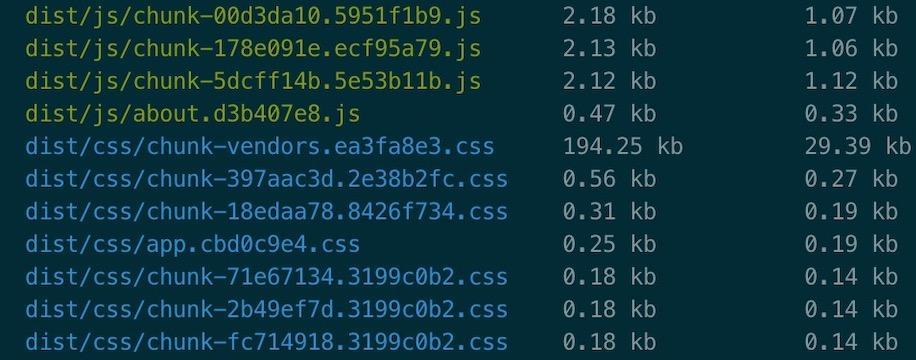 dist/js/chunk-00d3da10.5951f1b9.js 2.18 kb 1.07 kb
dist/js/chunk-178e091e.ecf95a79.js 2.13 kb 1.06 kb
dist/js/chunk-5dcff14b.5e53b11b.js 2.12 kb 1.12 kb
dist/js/about.d3b407e8.js 0.47 kb 0.33 kb
dist/css/chunk-vendors.ea3fa8e3.css 194.25 kb 29.39 kb
dist/css/chunk-397aac3d.2e38b2fc.css 0.56 kb 0.27 kb
dist/css/chunk-18edaa78.8426f734.css 0.31 kb 0.19 kb
dist/css/app.cbd0c9e4.css 0.25 kb 0.19 kb
dist/css/chunk-71e67134.3199c0b2.css 0.18 kb 0.14 kb
dist/css/chunk-2b49ef7d.3199c0b2.css 0.18 kb 0.14 kb
dist/css/chunk-fc714918.3199c0b2.css 0.18 kb 0.14 kb